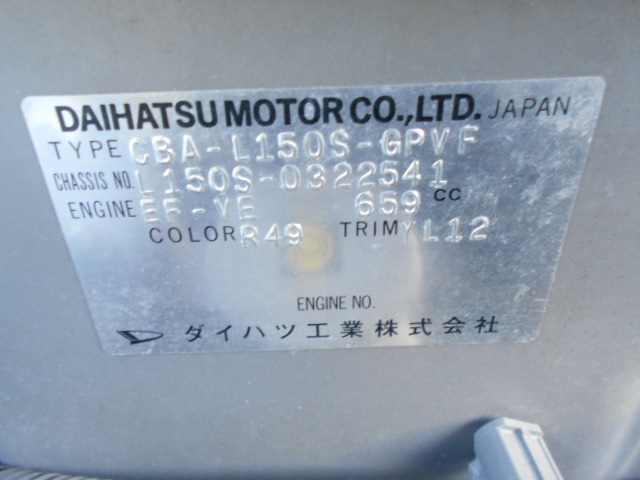 DAIHATSU MOTOR CO.,LTD. JAPAN
TYPE CBA-L150S-GPVF
CHASSIS NO. L150S-0322541
ENGINE EF-VE 659 CC
COLOR R49 TRIM YL12
ENGINE NO.
ダイハツ工業株式会社